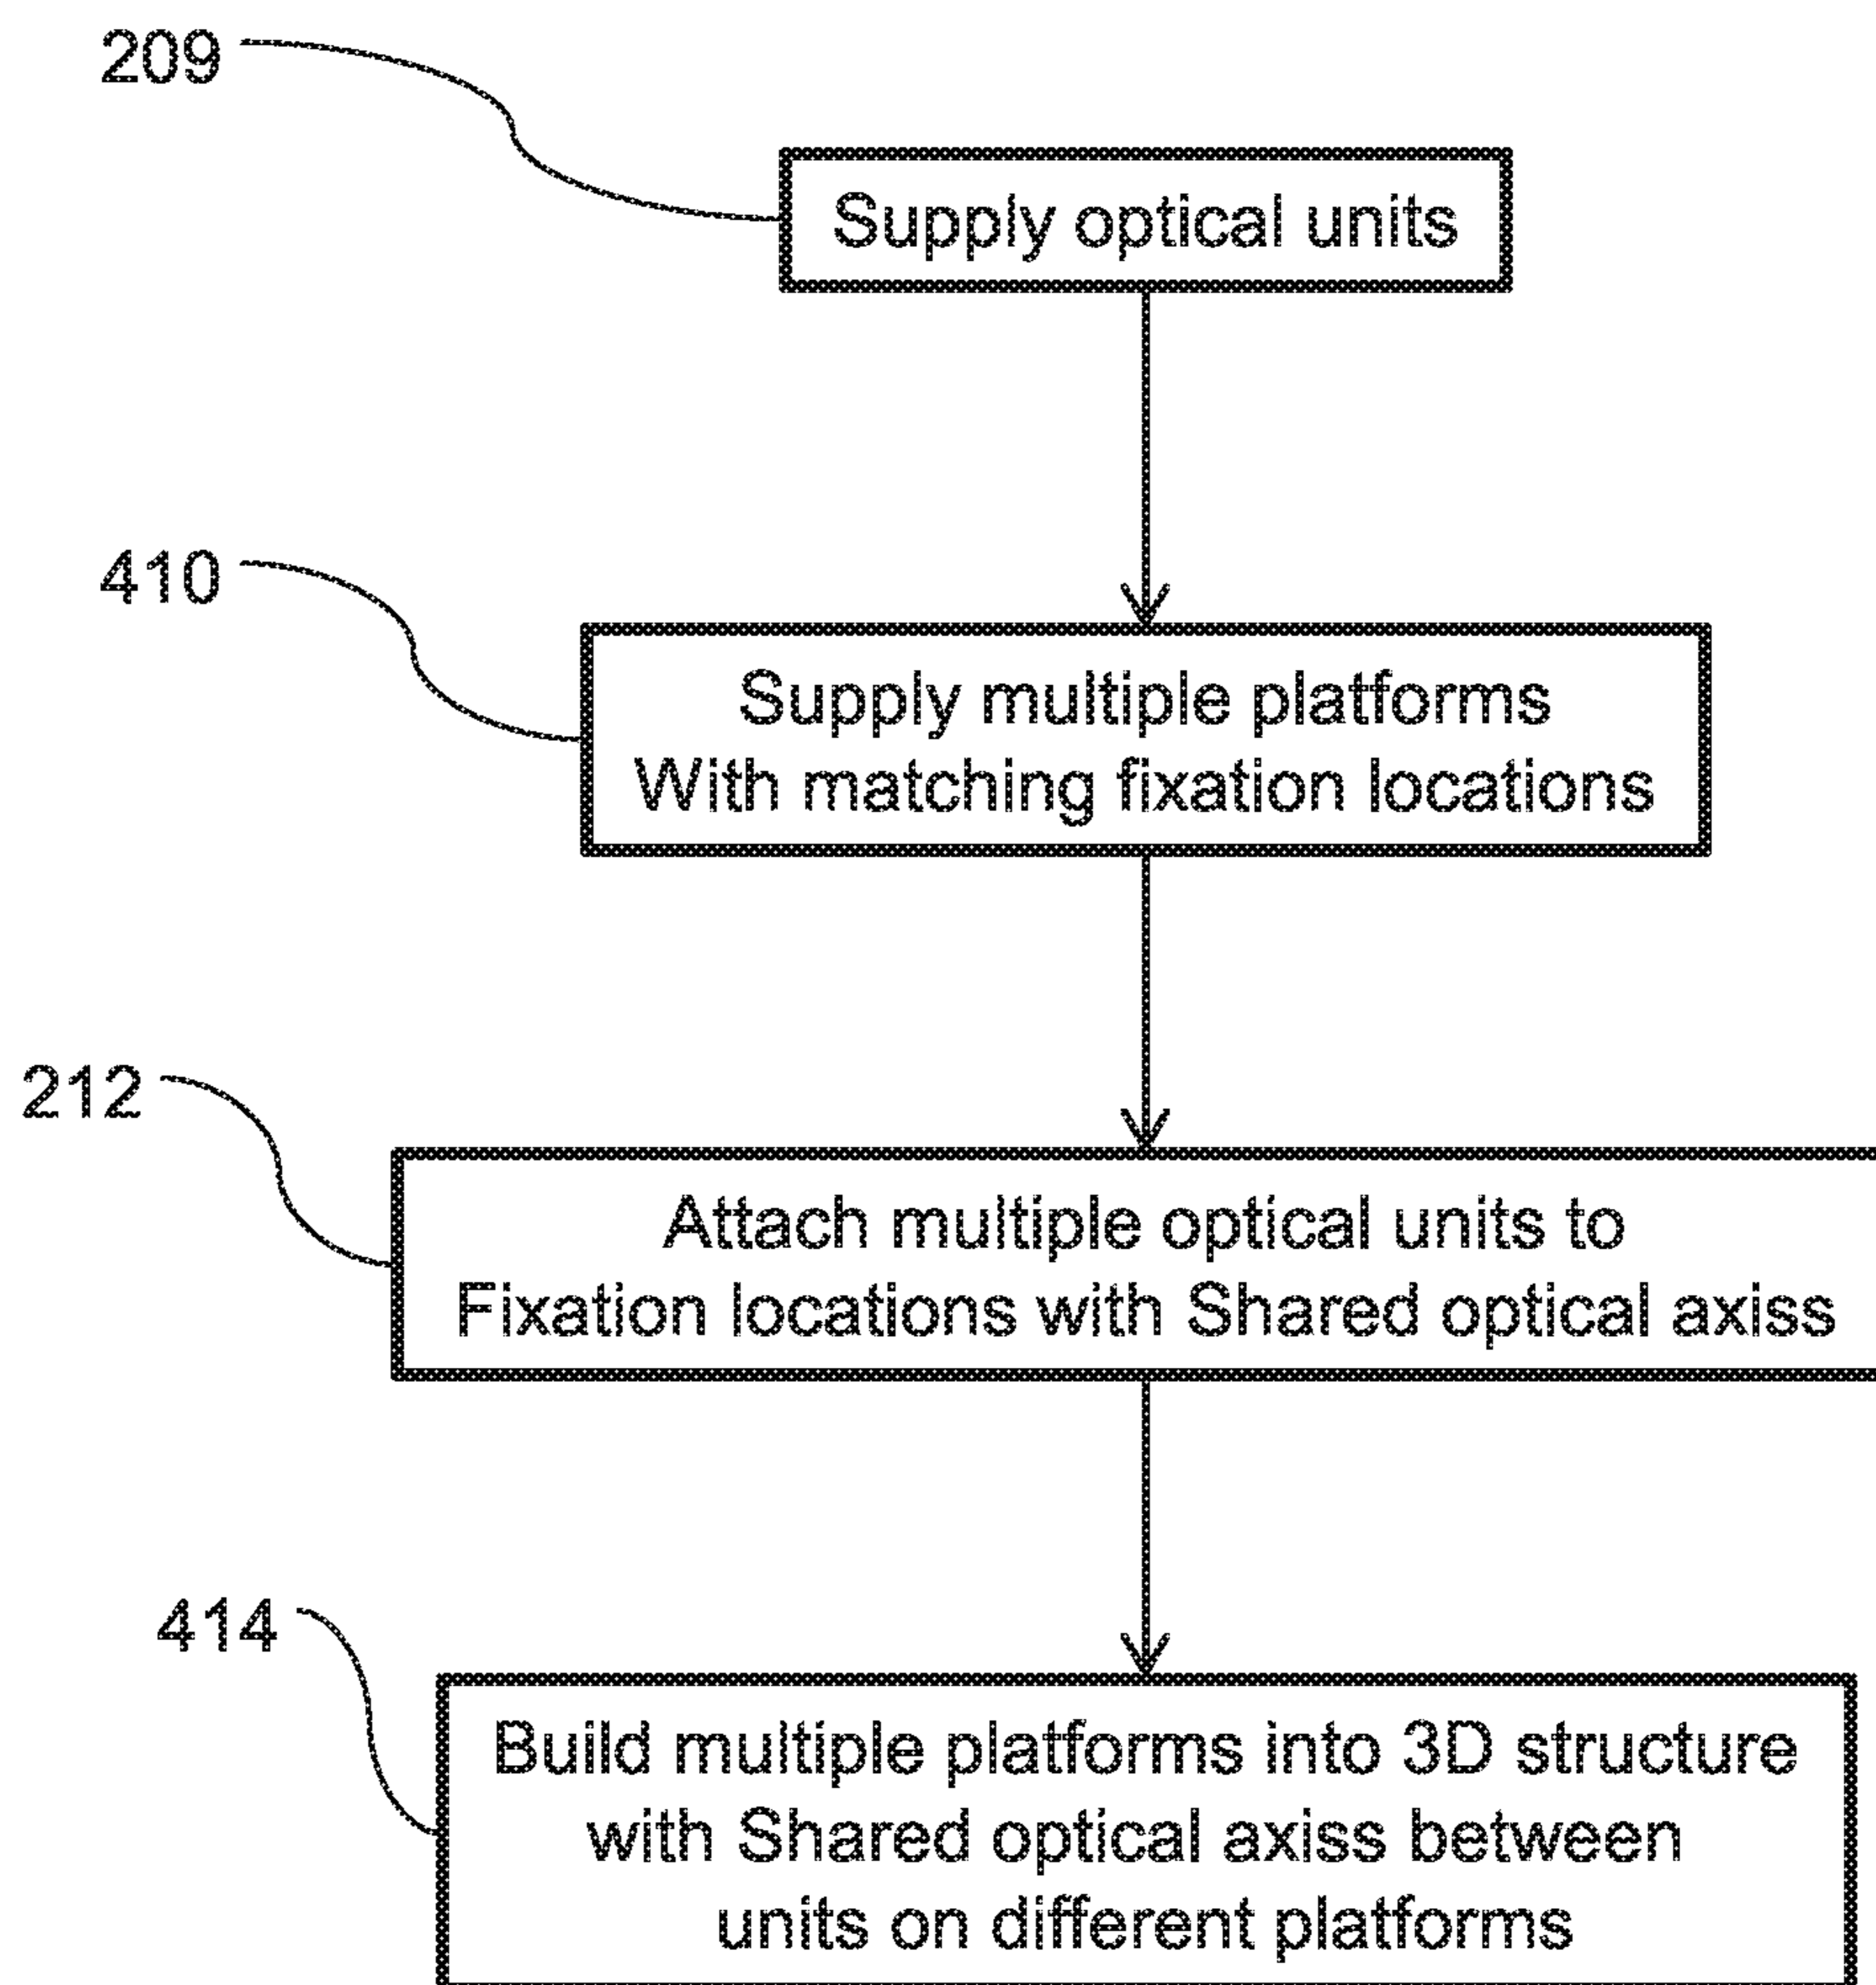 209
Supply optical units
410
Supply multiple platforms
With matching fixation locations
212
Attach multiple optical units to
Fixation locations with Shared optical axiss
414
Build multiple platforms into 3D structure
with Shared optical axiss between
units on different platforms